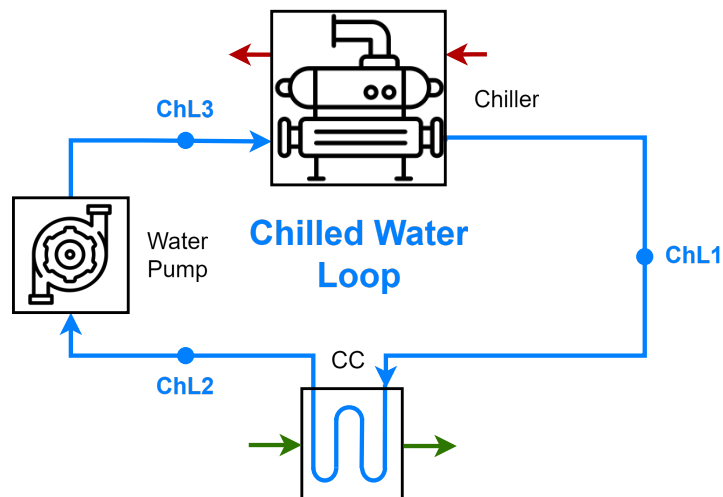 Chiller
ChL3
Chilled Water
Loop
Water
Pump
ChL1
CC
ChL2